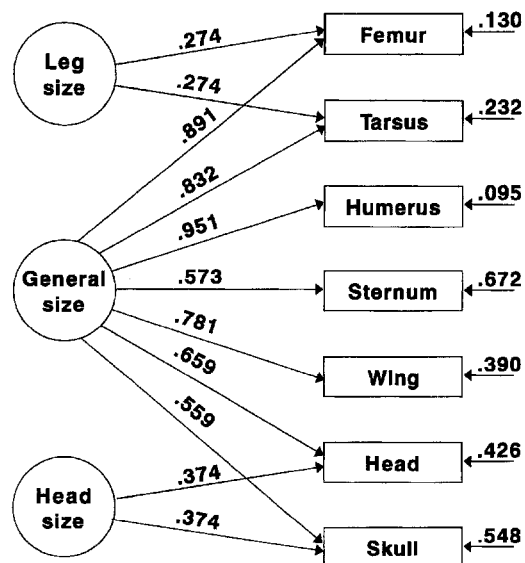 Leg
size
General
size
Head
size
.274
.274
.891
.832
.951
.573
.781
.659
.559
.374
.374
Femur
.130
Tarsus
.232
Humerus
.095
Sternum
.672
Wing
.390
Head
.426
Skull
.548